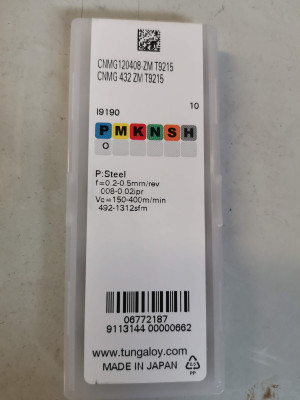 CNMG120408-ZM T9215
CNMG 432 ZM T9215
I9190 10
P M K N S H
O
P:Steel
f=0.2-0.5mm/rev
.008-0.02ipr
Vc=150-400m/min
492-1312sfm
06772187
9113144 00000662
www.tungaloy.com
MADE IN JAPAN
PP